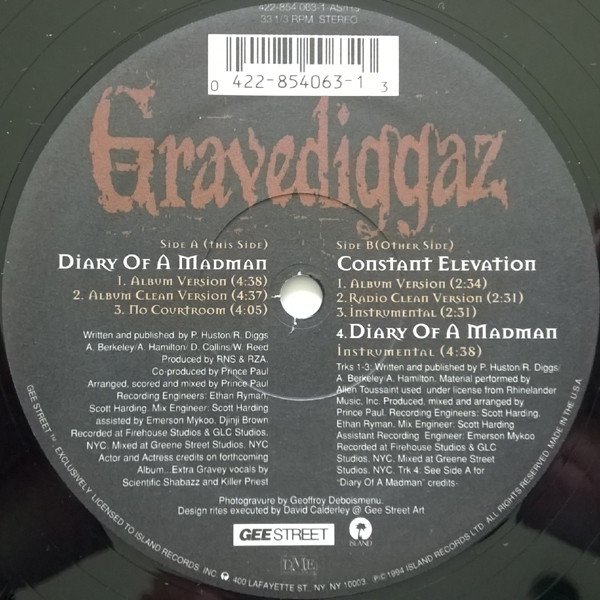 422-854 063-1 AS/BS
33 1/3 RPM STEREO
0 422-854063-1 3
Gravediggaz
Side A (this Side)
Diary Of A Madman
1. Album Version (4:38)
2. Album Clean Version (4:37)
3. No Courtroom (4:05)
Written and published by P. Huston/R. Diggs
A. Berkeley/A. Hamilton/D. Collins/W. Reed
Produced by RNS & RZA.
Co-produced by Prince Paul
Arranged, scored and mixed by Prince Paul
Recording Engineers: Ethan Ryman,
Scott Harding. Mix Engineer: Scott Harding
assisted by Emerson Mykoo, Djinji Brown
Recorded at Firehouse Studios & GLC Studios,
NYC. Mixed at Greene Street Studios, NYC
Actor and Actress credits on forthcoming
Album...Extra Gravey vocals by
Scientific Shabazz and Killer Priest
Side B(Other Side)
Constant Elevation
1. Album Version (2:34)
2. Radio Clean Version (2:31)
3. Instrumental (2:31)
4. Diary Of A Madman
Instrumental (4:38)
Trks 1-3: Written and published by P. Huston/R. Diggs/
A. Berkeley/A. Hamilton. Material performed by
Allen Toussaint used under license from Rhinelander
Music, Inc. Produced, mixed and arranged by
Prince Paul. Recording Engineers: Scott Harding,
Ethan Ryman. Mix Engineer: Scott Harding
Assistant Recording Engineer: Emerson Mykoo
Recorded at Firehouse Studios & GLC
Studios, NYC. Mixed at Greene Street
Studios, NYC. Trk 4: See Side A for
"Diary Of A Madman" credits-
Photogravure by Geoffroy Deboismenu.
Design rites executed by David Calderley @ Gee Street Art
GEE STREET
ISLAND
DME
GEE STREET™, EXCLUSIVELY LICENSED TO ISLAND RECORDS, INC. 400 LAFAYETTE ST., NY, NY 10003. P/C 1994 ISLAND RECORDS LTD. ALL RIGHTS RESERVED. MADE IN THE U.S.A.